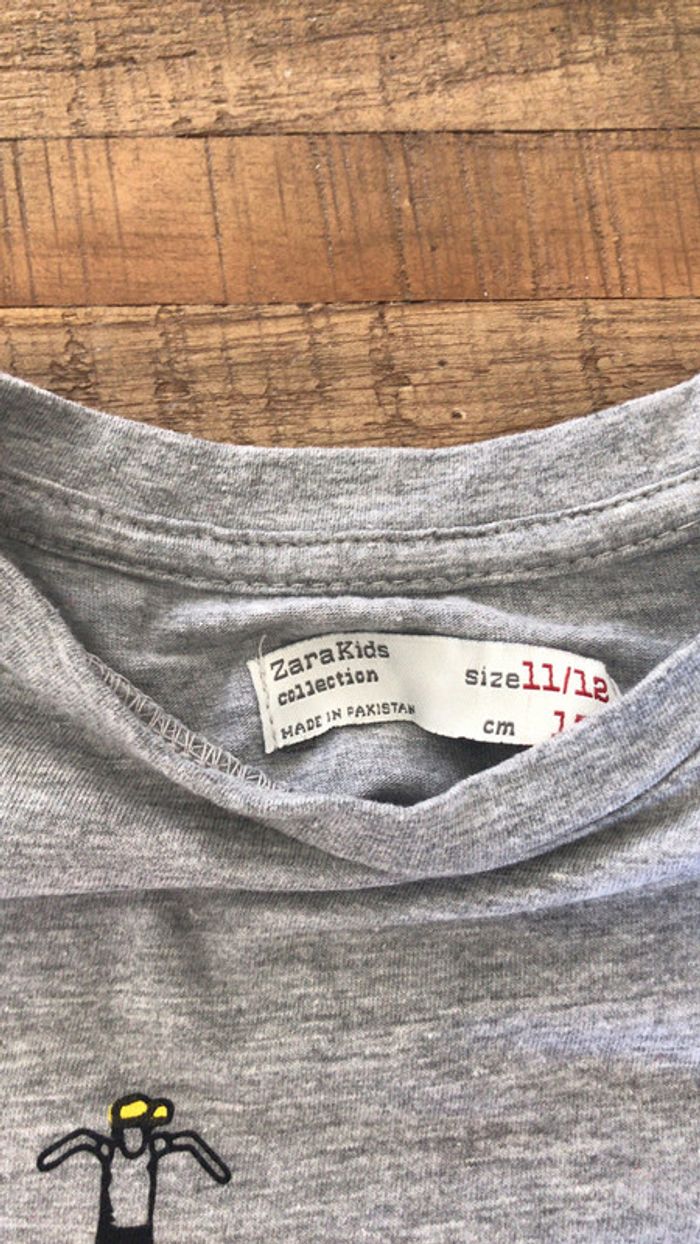 ZaraKids
collection
MADE IN PAKISTAN
size 11/12
cm